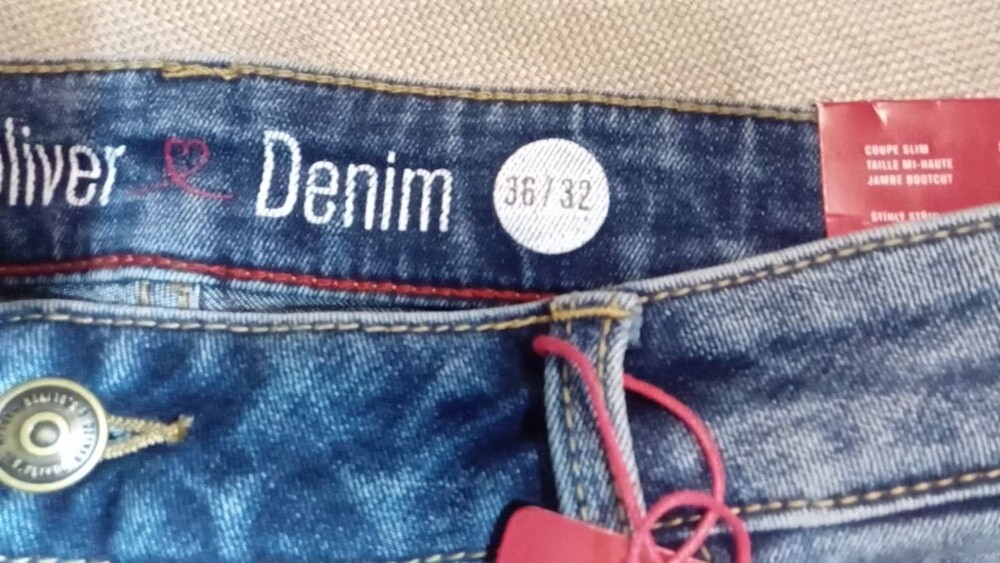 oliver Denim
36/32
COUPE SLIM
TAILLE MI-HAUTE
JAMBE BOOTCUT